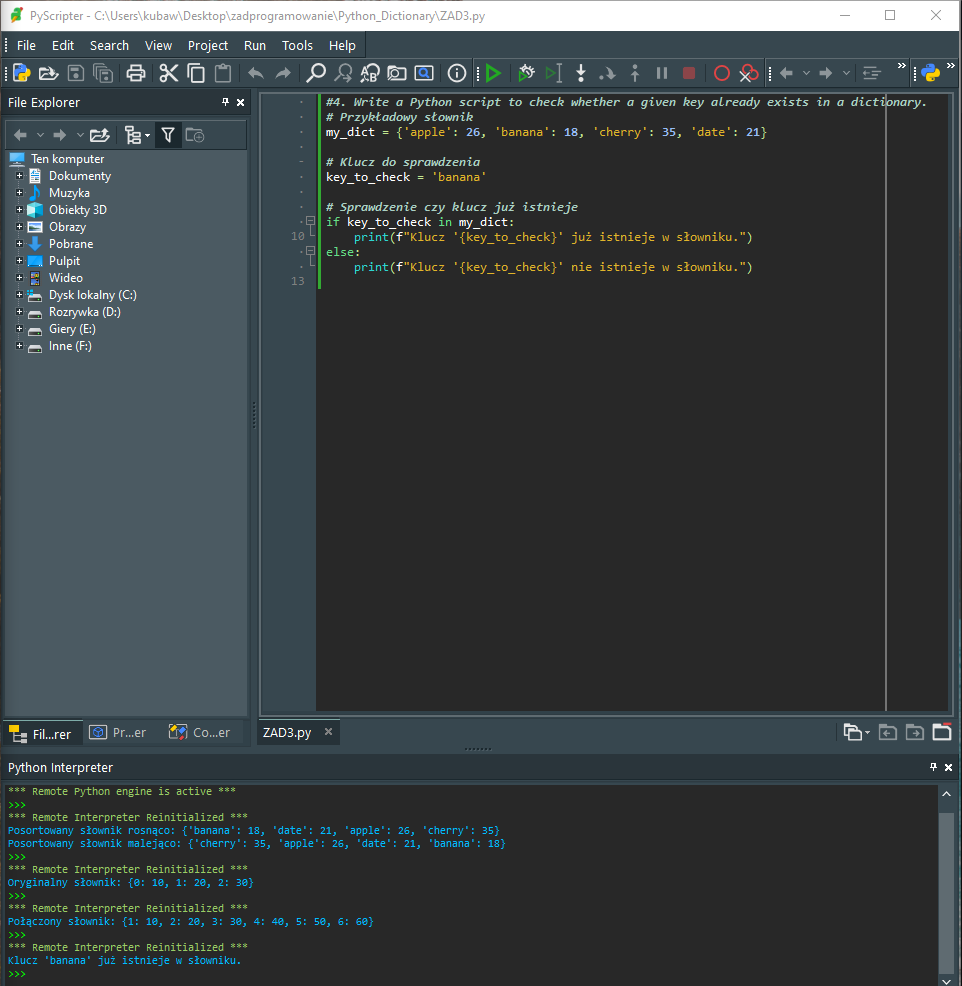 PyScripter - C:\Users\kubaw\Desktop\zadprogramowanie\Python_Dictionary\ZAD3.py
File Edit Search View Project Run Tools Help
File Explorer
Ten komputer
Dokumenty
Muzyka
Obiekty 3D
Obrazy
Pobrane
Pulpit
Wideo
Dysk lokalny (C:)
Rozrywka (D:)
Giery (E:)
Inne (F:)
Fil...rer Pr...er Co...er
#4. Write a Python script to check whether a given key already exists in a dictionary.
# Przykładowy słownik
my_dict = {'apple': 26, 'banana': 18, 'cherry': 35, 'date': 21}
# Klucz do sprawdzenia
key_to_check = 'banana'
# Sprawdzenie czy klucz już istnieje
if key_to_check in my_dict:
10     print(f"Klucz '{key_to_check}' już istnieje w słowniku.")
else:
    print(f"Klucz '{key_to_check}' nie istnieje w słowniku.")
13
ZAD3.py
Python Interpreter
*** Remote Python engine is active ***
>>>
*** Remote Interpreter Reinitialized ***
Posortowany słownik rosnąco: {'banana': 18, 'date': 21, 'apple': 26, 'cherry': 35}
Posortowany słownik malejąco: {'cherry': 35, 'apple': 26, 'date': 21, 'banana': 18}
>>>
*** Remote Interpreter Reinitialized ***
Oryginalny słownik: {0: 10, 1: 20, 2: 30}
>>>
*** Remote Interpreter Reinitialized ***
Połączony słownik: {1: 10, 2: 20, 3: 30, 4: 40, 5: 50, 6: 60}
>>>
*** Remote Interpreter Reinitialized ***
Klucz 'banana' już istnieje w słowniku.
>>>